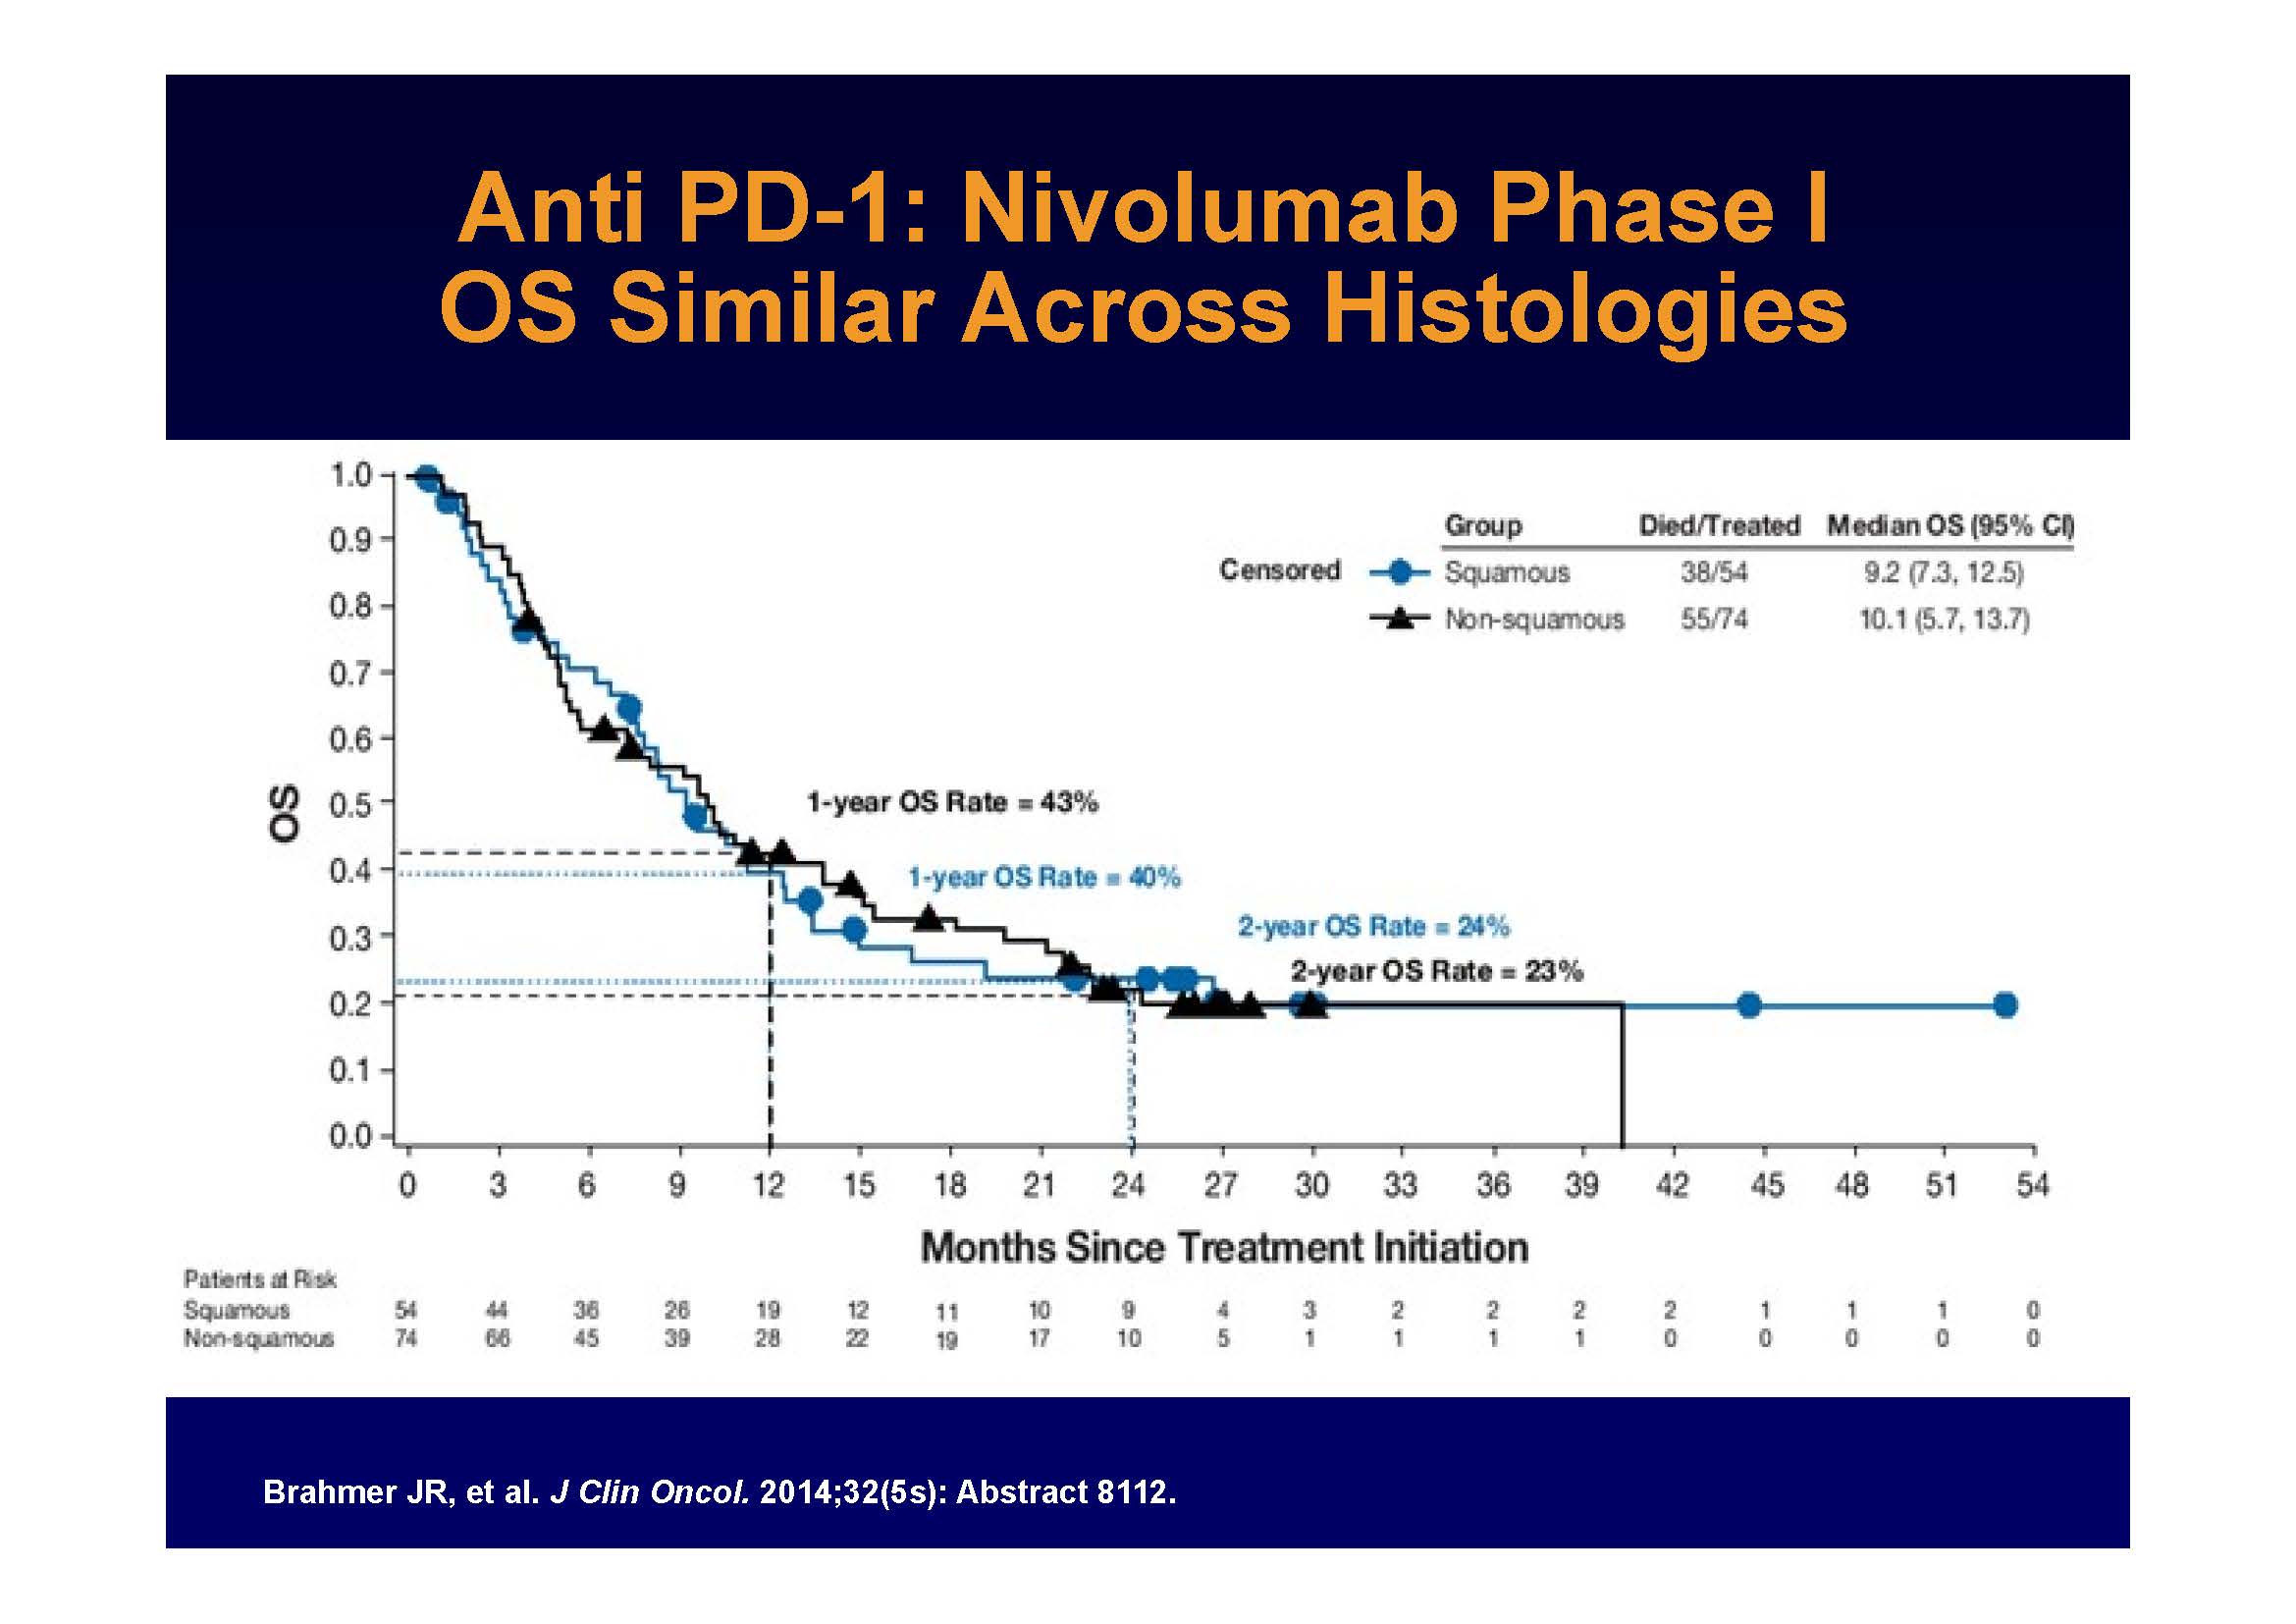 Anti PD-1: Nivolumab Phase I
OS Similar Across Histologies
Group Died/Treated Median OS (95% CI)
Censored Squamous 38/54 9.2 (7.3, 12.5)
Non-squamous 55/74 10.1 (5.7, 13.7)
OS
1.0
0.9
0.8
0.7
0.6
0.5
0.4
0.3
0.2
0.1
0.0
1-year OS Rate = 43%
1-year OS Rate = 40%
2-year OS Rate = 24%
2-year OS Rate = 23%
0 3 6 9 12 15 18 21 24 27 30 33 36 39 42 45 48 51 54
Months Since Treatment Initiation
Patients at Risk
Squamous 54 44 36 26 19 12 11 10 9 4 3 2 2 2 2 1 1 1 0
Non-squamous 74 66 45 39 28 22 19 17 10 5 1 1 1 1 0 0 0 0 0
Brahmer JR, et al. J Clin Oncol. 2014;32(5s): Abstract 8112.